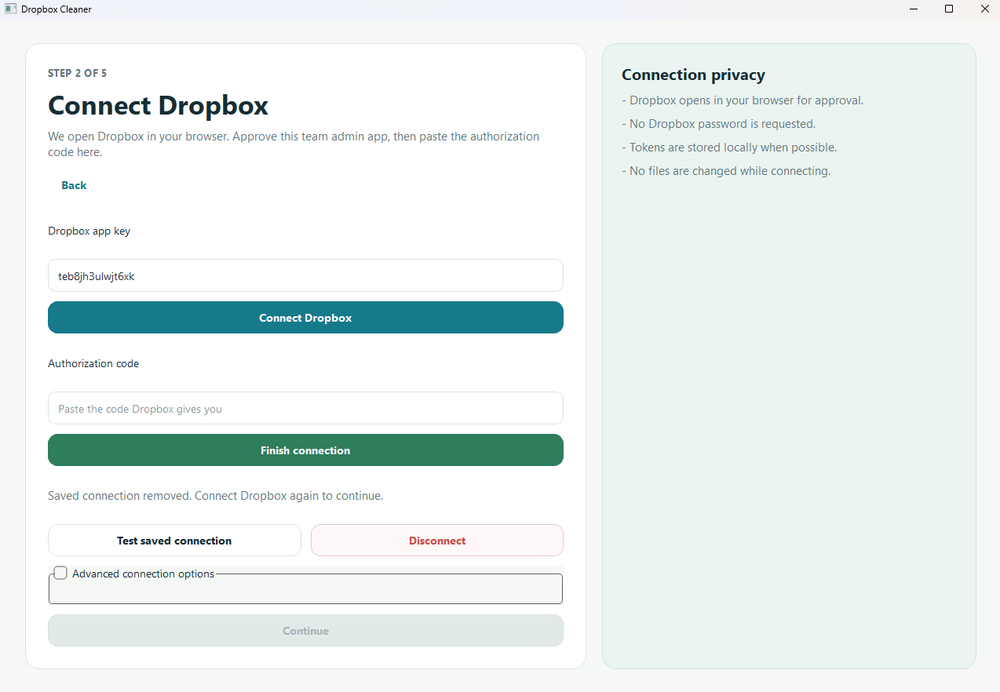 Dropbox Cleaner
STEP 2 OF 5
Connect Dropbox
We open Dropbox in your browser. Approve this team admin app, then paste the authorization
code here.
Back
Dropbox app key
teb8jh3ulwjt6xk
Connect Dropbox
Authorization code
Paste the code Dropbox gives you
Finish connection
Saved connection removed. Connect Dropbox again to continue.
Test saved connection
Disconnect
Advanced connection options
Continue
Connection privacy
- Dropbox opens in your browser for approval.
- No Dropbox password is requested.
- Tokens are stored locally when possible.
- No files are changed while connecting.